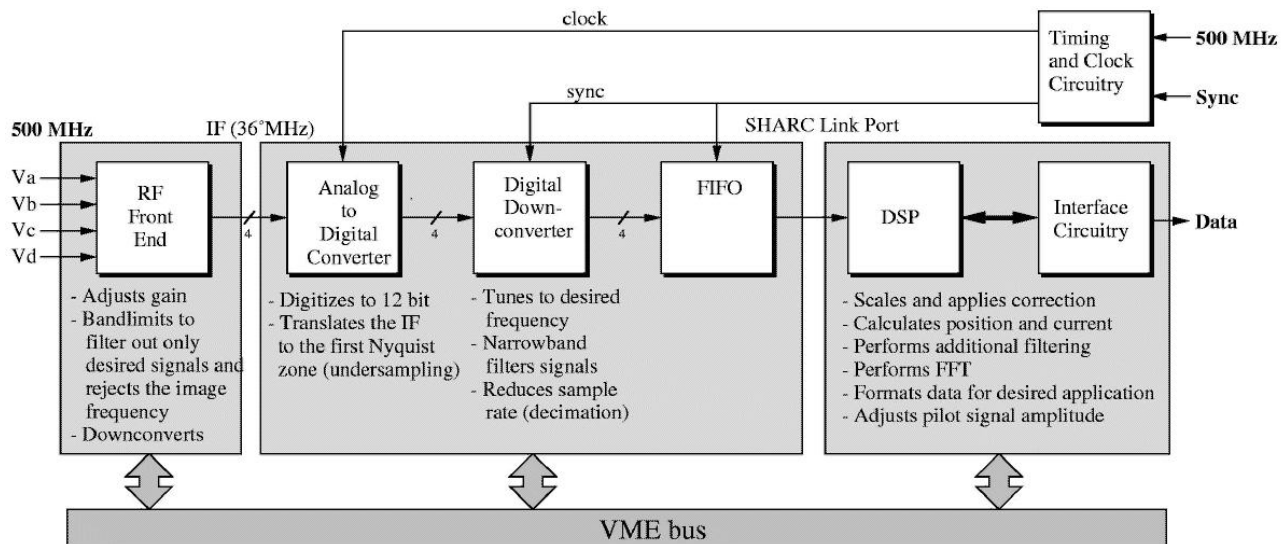 clock
Timing
and Clock
Circuitry
500 MHz
sync
Sync
500 MHz
IF (36°MHz)
SHARC Link Port
Va
Vb
Vc
Vd
RF
Front
End
4
Analog
to
Digital
Converter
4
Digital
Down-
converter
4
FIFO
DSP
Interface
Circuitry
Data
- Adjusts gain
- Bandlimits to
filter out only
desired signals and
rejects the image
frequency
- Downconverts
- Digitizes to 12 bit
- Translates the IF
to the first Nyquist
zone (undersampling)
- Tunes to desired
frequency
- Narrowband
filters signals
- Reduces sample
rate (decimation)
- Scales and applies correction
- Calculates position and current
- Performs additional filtering
- Performs FFT
- Formats data for desired application
- Adjusts pilot signal amplitude
VME bus